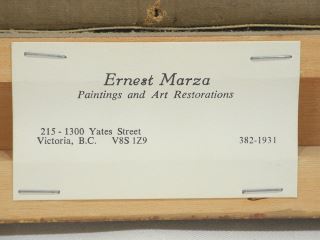 Ernest Marza
Paintings and Art Restorations
215 - 1300 Yates Street
Victoria, B.C. V8S 1Z9 382-1931